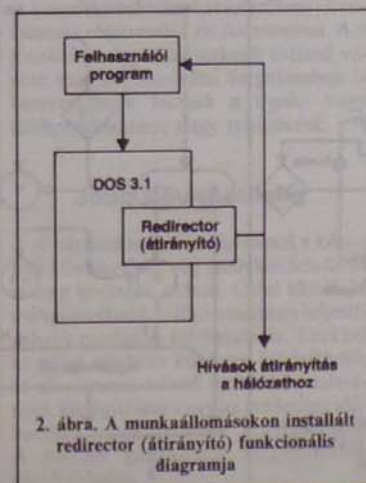 Felhasználói
program
DOS 3.1
Redirector
(átirányító)
Hívások átirányítás
a hálózathoz
2. ábra. A munkaállomásokon installált
redirector (átirányító) funkcionális
diagramja